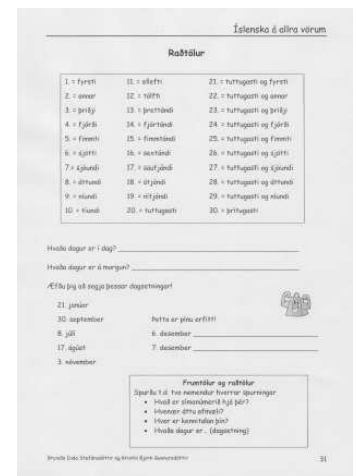 Íslenska á allra vörum
Raðtölur
1. = fyrsti
2. = annar
3. = þriðji
4. = fjórði
5. = fimmti
6. = sjötti
7. = sjöundi
8. = áttundi
9. = níundi
10. = tíundi
11. = ellefti
12. = tólfti
13. = þrettándi
14. = fjórtándi
15. = fimmtándi
16. = sextándi
17. = sautjándi
18. = átjándi
19. = nítjándi
20. = tuttugasti
21. = tuttugasti og fyrsti
22. = tuttugasti og annar
23. = tuttugasti og þriðji
24. = tuttugasti og fjórði
25. = tuttugasti og fimmti
26. = tuttugasti og sjötti
27. = tuttugasti og sjöundi
28. = tuttugasti og áttundi
29. = tuttugasti og níundi
30. = þrítugasti
Hvaða dagur er í dag?
Hvaða dagur er á morgun?
Æfðu þig að segja þessar dagsetningar!
21. janúar
30. september
8. júlí
17. ágúst
3. nóvember
Þetta er pínu erfitt!
6. desember
7. desember
Frumtölur og raðtölur
Spurðu t.d. tvo nemendur hverrar spurningar
• Hvað er símanúmerið hjá þér?
• Hvenær áttu afmæli?
• Hver er kennitalan þín?
• Hvaða dagur er .. (dagsetning)
31